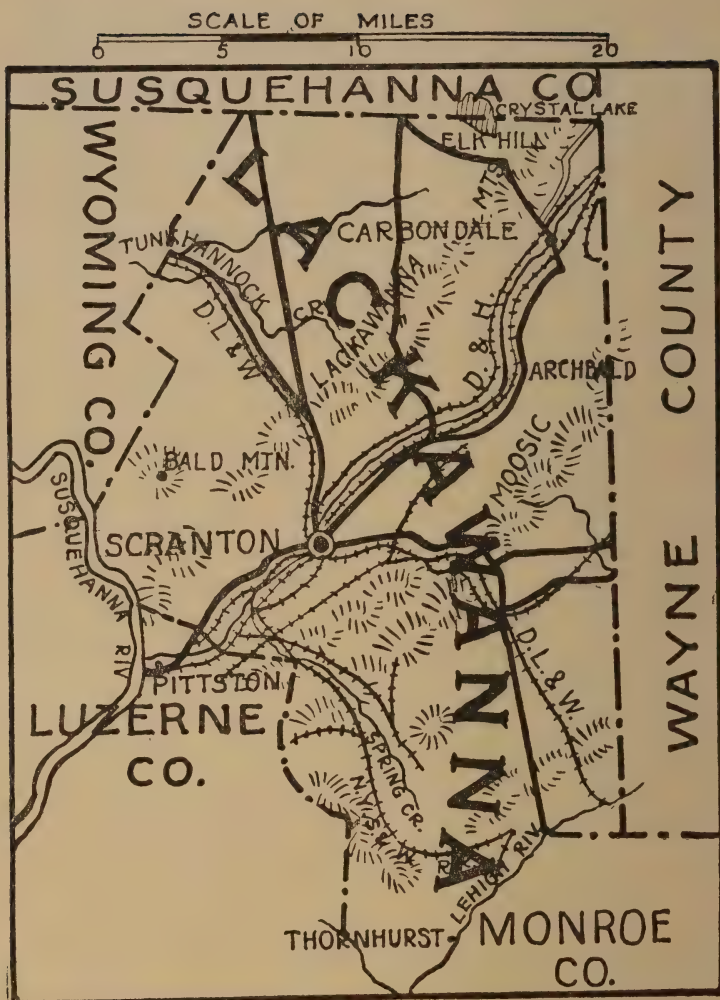 SCALE OF MILES
0 5 10 20
SUSQUEHANNA CO
CRYSTAL LAKE
ELK HILL
WYOMING CO.
LACKAWANNA
MTS.
CARBONDALE
TUNKHANNOCK
CR.
D.L.&W.
LACKAWANNA
D.&H.
ARCHBALD
WAYNE COUNTY
BALD MTN.
MOOSIC
SUSQUEHANNA RIV
SCRANTON
PITTSTON
LUZERNE
CO.
D.L.&W.
SPRING CR.
LEHIGH RIV
THORNHURST
MONROE
CO.